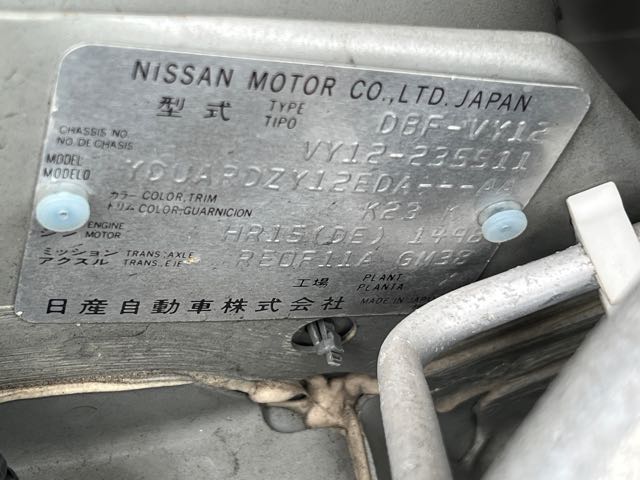 NISSAN MOTOR CO.,LTD. JAPAN
型式 TYPE TIPO DBF-VY12
CHASSIS NO. NO.DE CHASIS VY12-235511
MODEL MODELO YDUARDZY12EDA---AA
カラー COLOR,TRIM トリム COLOR,GUARNICION K23 K
ENGINE MOTOR HR15(DE) 1498
ミッション TRANS.AXLE アクスル TRANS.EJE RE0F11A GM38
工場 PLANT PLANTA
日産自動車株式会社 MADE IN JAPAN